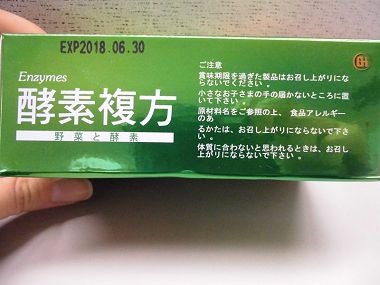 EXP2018.06.30
Enzymes
酵素複方
野菜と酵素
ご注意
賞味期限を過ぎた製品はお召し上がりにな
らないでください。
小さなお子さまの手の届かないところに置
いて下さい。
原材料名をご参照の上、 食品アレルギー
のあ
るかたは、お召し上がりにならないで下さ
い 。
体質に合わないと思われるときは、お召し
上がりにならないで下さい。